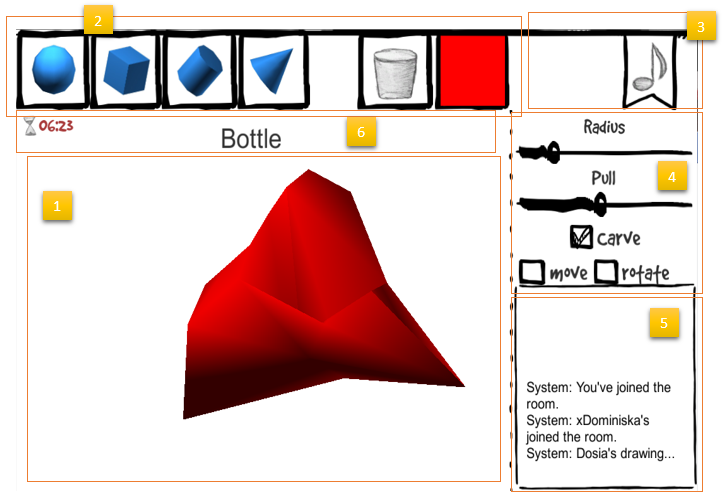 2
3
06:23
Bottle
6
Radius
Pull
4
1
carve
move rotate
5
System: You've joined the
room.
System: xDominiska's
joined the room.
System: Dosia's drawing...